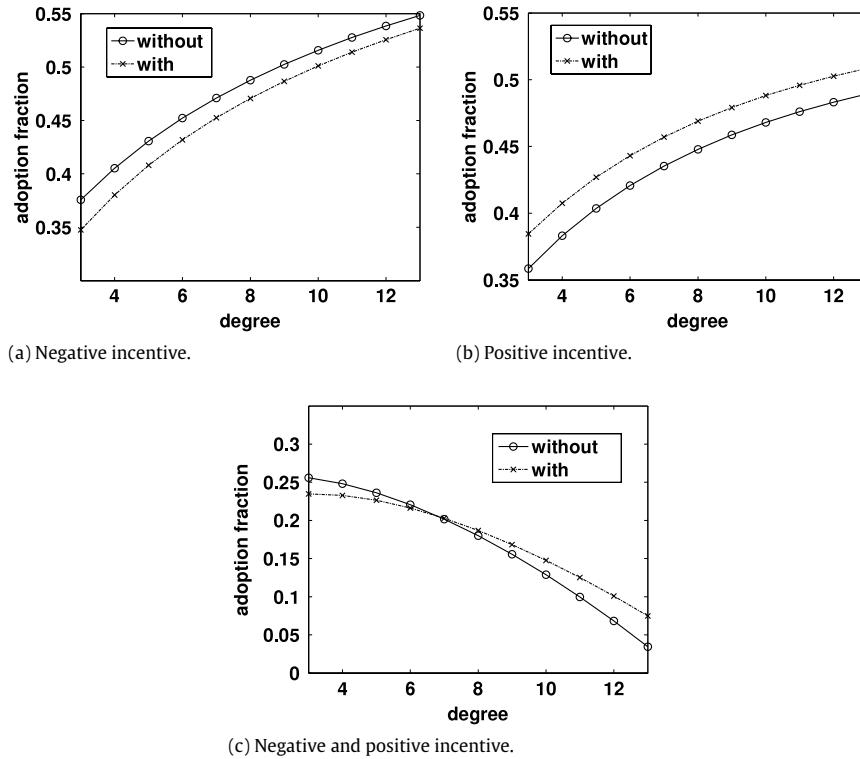 0.55
0.5
0.45
0.4
0.35
adoption fraction
without
with
4 6 8 10 12
degree
(a) Negative incentive.
0.55
0.5
0.45
0.4
0.35
adoption fraction
without
with
4 6 8 10 12
degree
(b) Positive incentive.
0.3
0.25
0.2
0.15
0.1
0.05
0
adoption fraction
without
with
4 6 8 10 12
degree
(c) Negative and positive incentive.